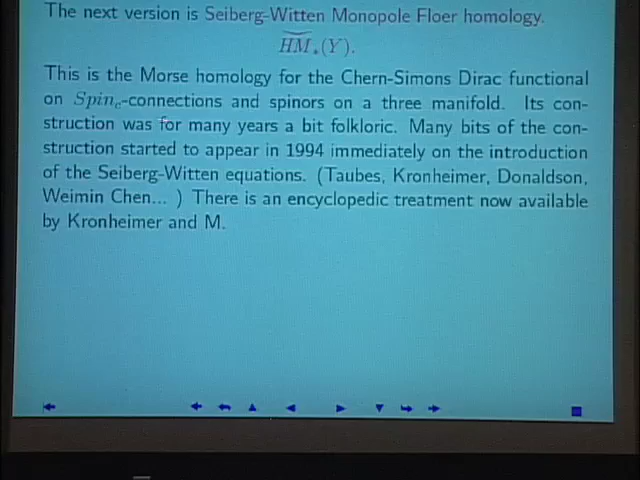 The next version is Seiberg-Witten Monopole Floer homology.
$\widetilde{HM}_*(Y).$
This is the Morse homology for the Chern-Simons Dirac functional
on $Spin_c$-connections and spinors on a three manifold. Its con-
struction was for many years a bit folkloric. Many bits of the con-
struction started to appear in 1994 immediately on the introduction
of the Seiberg-Witten equations. (Taubes, Kronheimer, Donaldson,
Weimin Chen... ) There is an encyclopedic treatment now available
by Kronheimer and M.